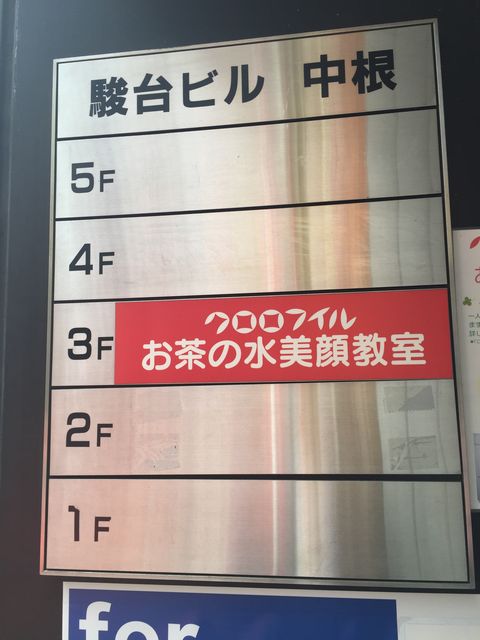 駿台ビル 中根
5F
4F
3F
クロロフイル
お茶の水美顔教室
2F
1F
for